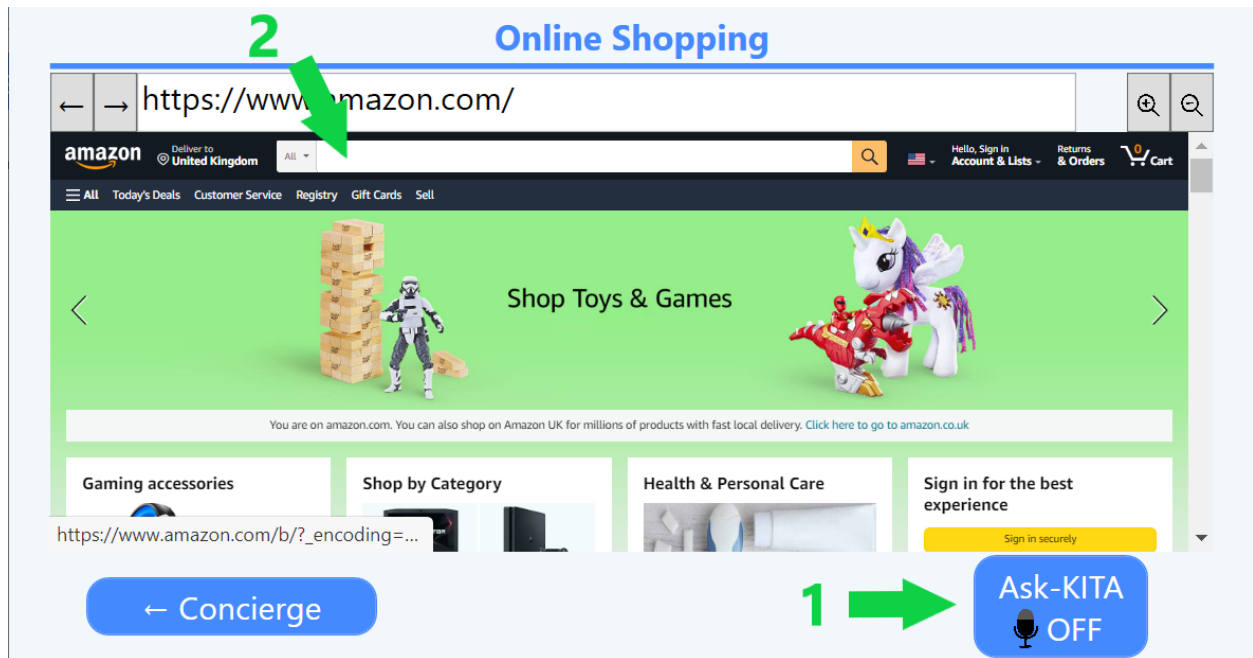 2
Online Shopping
← → https://www.amazon.com/
amazon
Deliver to
United Kingdom
All
Hello, Sign in
Account & Lists
Returns
& Orders
0
Cart
All Today's Deals Customer Service Registry Gift Cards Sell
Shop Toys & Games
You are on amazon.com. You can also shop on Amazon UK for millions of products with fast local delivery. Click here to go to amazon.co.uk
Gaming accessories
Shop by Category
Health & Personal Care
Sign in for the best
experience
Sign in securely
https://www.amazon.com/b/?_encoding=...
← Concierge
1
Ask-KITA
OFF